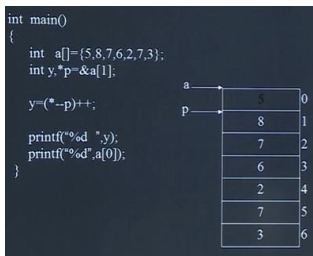 int main()
{
int a[]={5,8,7,6,2,7,3};
int y,*p=&a[1];
y=(*--p)++;
printf("%d ",y);
printf("%d",a[0]);
}
a
p
5 0
8 1
7 2
6 3
2 4
7 5
3 6